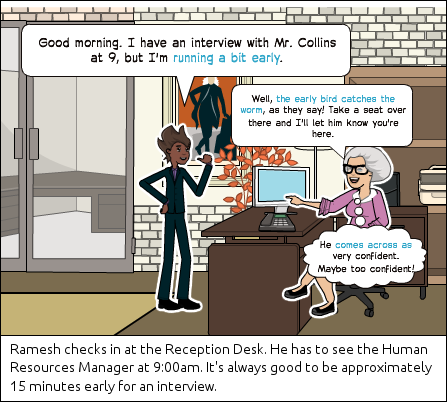 Good morning. I have an interview with Mr. Collins
at 9, but I'm running a bit early.
Well, the early bird catches the
worm, as they say! Take a seat over
there and I'll let him know you're
here.
He comes across as
very confident.
Maybe too confident!
Ramesh checks in at the Reception Desk. He has to see the Human
Resources Manager at 9:00am. It's always good to be approximately
15 minutes early for an interview.